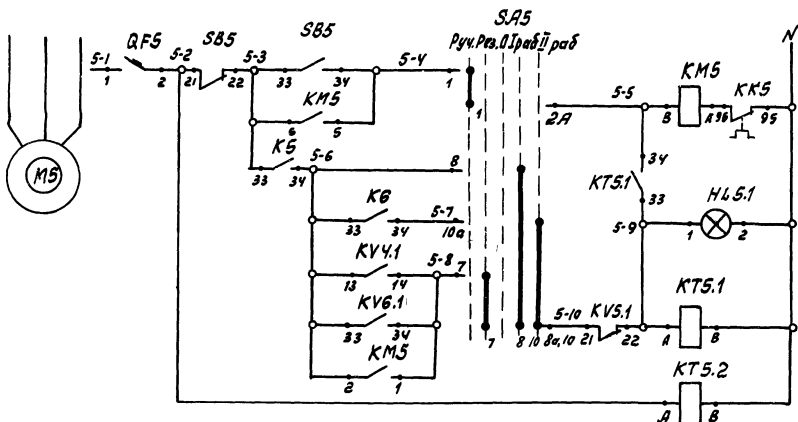 SA5
N
QF5
SB5
SB5
Руч. Рез. О I раб II раб
5-1
5-2
5-3
5-4
5-5
KM5
KK5
1
2
21
22
33
34
1
1
2A
B
A
96
95
KM5
6
5
K5
5-6
33
34
8
34
KT5.1
33
HL5.1
M5
K6
5-7
33
34
10a
5-9
1
2
KV4.1
5-8
7
13
14
KT5.1
KV6.1
5-10
KV5.1
33
34
7
8
10
8a,10
21
22
A
B
KM5
2
1
KT5.2
A
B